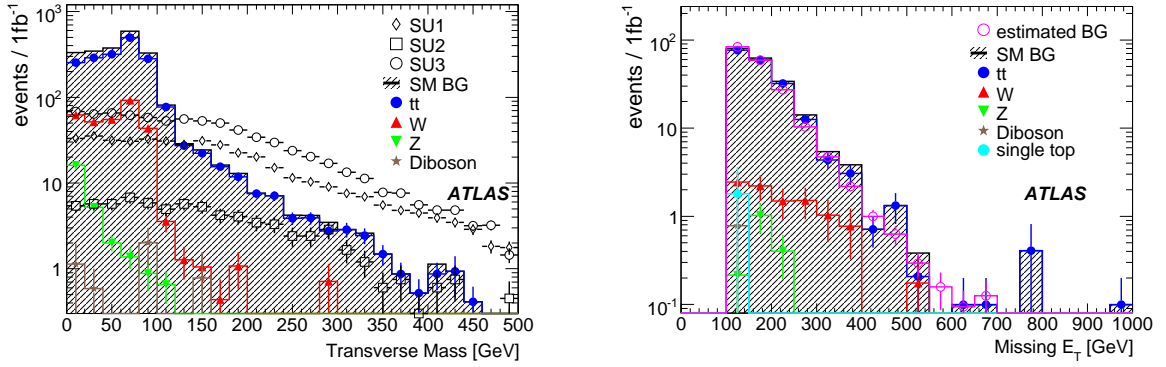 events / 1fb⁻¹
10³
10²
10
1
0 50 100 150 200 250 300 350 400 450 500
Transverse Mass [GeV]
SU1
SU2
SU3
SM BG
tt
W
Z
Diboson
ATLAS
events / 1fb⁻¹
10²
10
1
10⁻¹
0 100 200 300 400 500 600 700 800 900 1000
Missing E_T [GeV]
estimated BG
SM BG
tt
W
Z
Diboson
single top
ATLAS